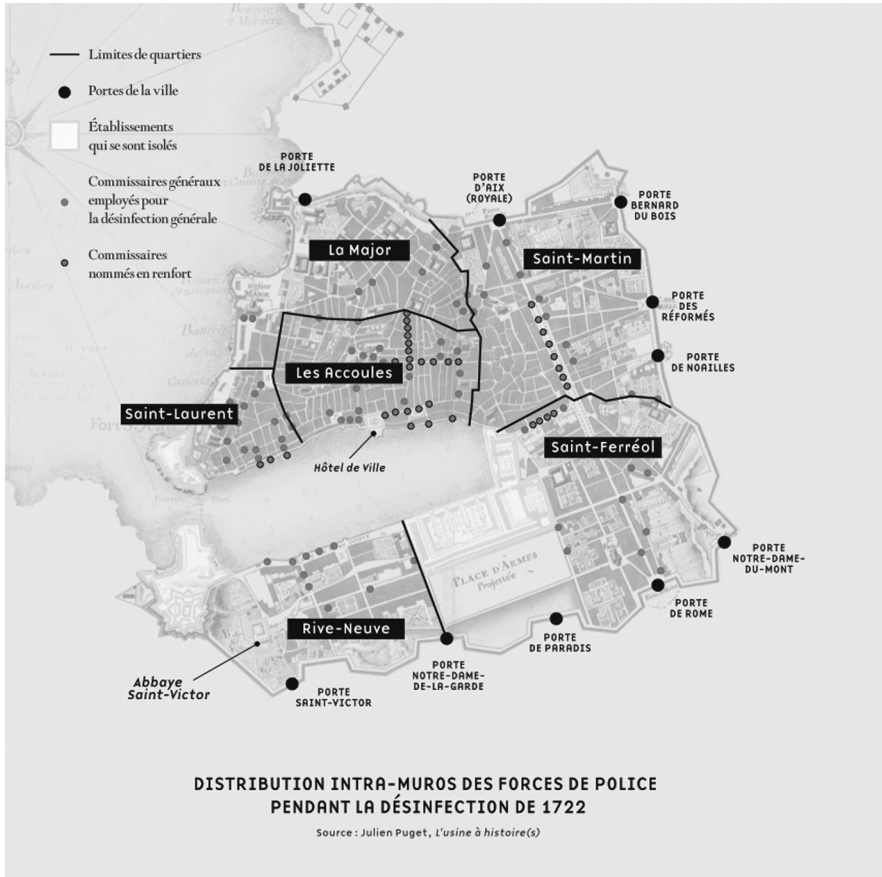 Limites de quartiers
Portes de la ville
Établissements
qui se sont isolés
Commissaires généraux
employés pour
la désinfection générale
Commissaires
nommés en renfort
PORTE
DE LA JOLIETTE
PORTE
D'AIX
(ROYALE)
PORTE
BERNARD
DU BOIS
La Major
Saint-Martin
PORTE
DES
RÉFORMÉS
PORTE
DE NOAILLES
Les Accoules
Saint-Laurent
Saint-Ferréol
Hôtel de Ville
PLACE D'ARMES
Projettée
PORTE
NOTRE-DAME-
DU-MONT
PORTE
DE ROME
Rive-Neuve
PORTE
DE PARADIS
PORTE
NOTRE-DAME-
DE-LA-GARDE
Abbaye
Saint-Victor
PORTE
SAINT-VICTOR
DISTRIBUTION INTRA-MUROS DES FORCES DE POLICE
PENDANT LA DÉSINFECTION DE 1722
Source : Julien Puget, L'usine à histoire(s)